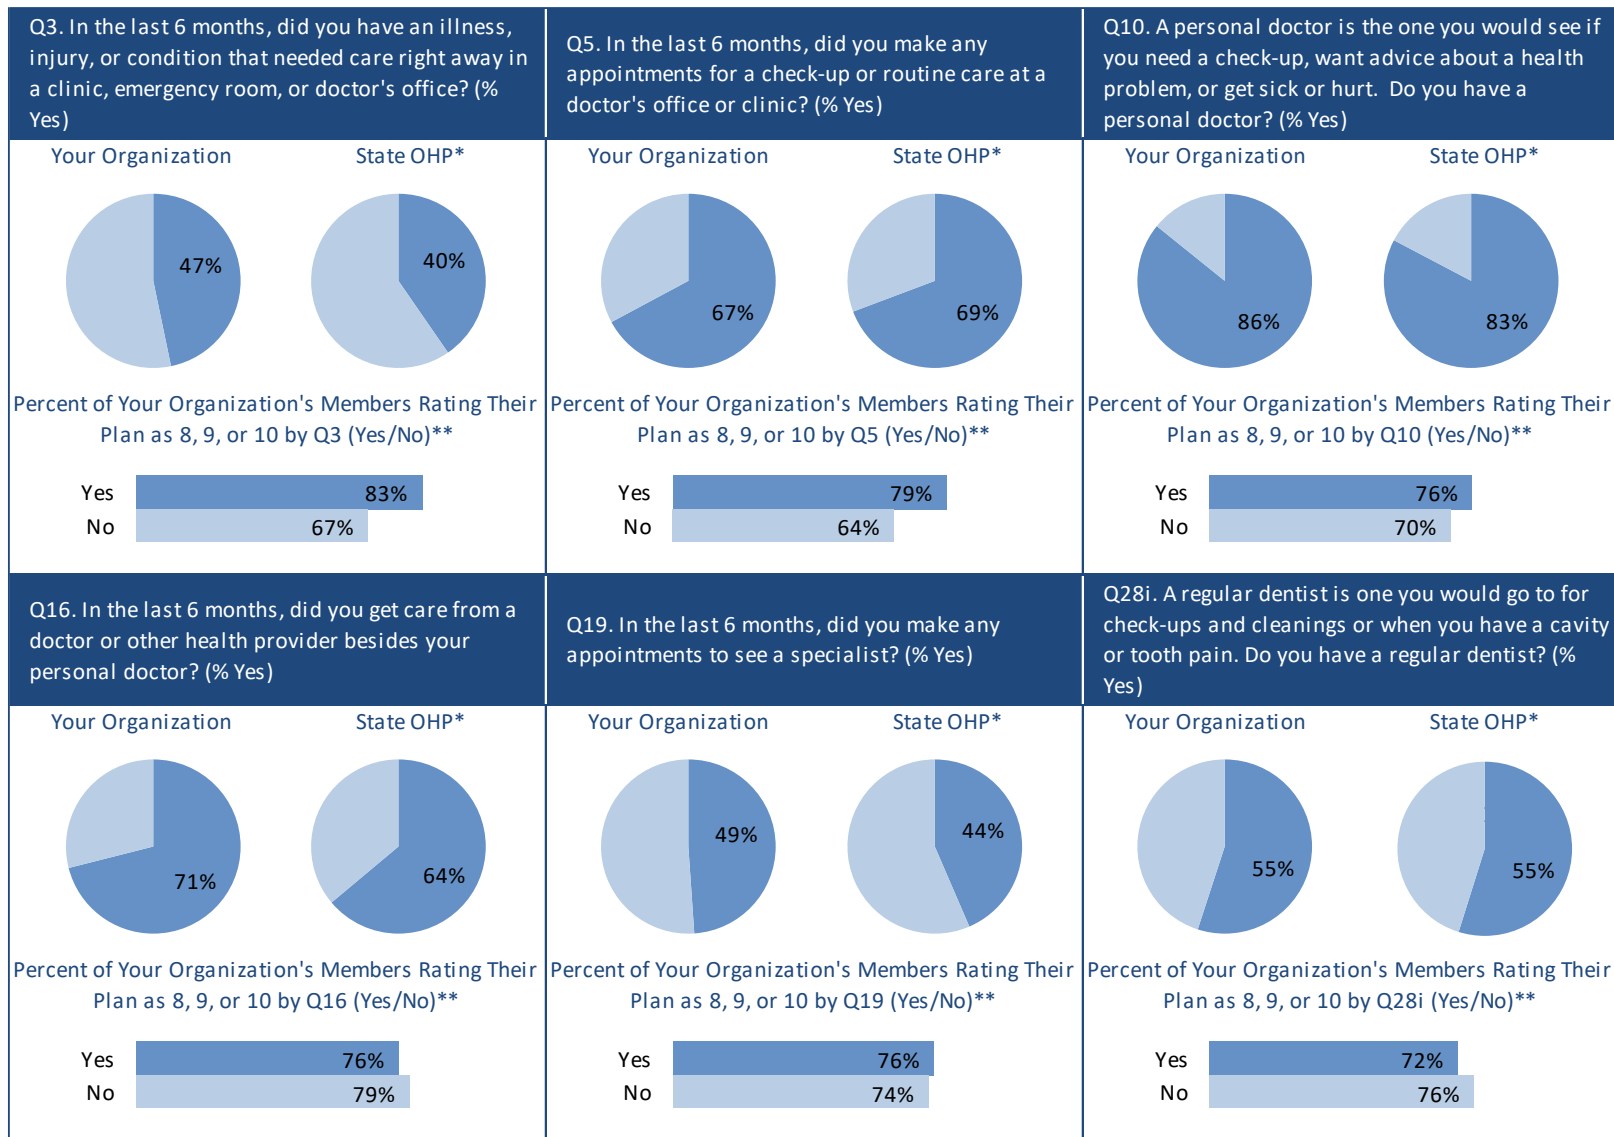 Q3. In the last 6 months, did you have an illness,
injury, or condition that needed care right away in
a clinic, emergency room, or doctor's office? (%
Yes)
Q5. In the last 6 months, did you make any
appointments for a check-up or routine care at a
doctor's office or clinic? (% Yes)
Q10. A personal doctor is the one you would see if
you need a check-up, want advice about a health
problem, or get sick or hurt. Do you have a
personal doctor? (% Yes)
Your Organization
State OHP*
47%
40%
Your Organization
State OHP*
67%
69%
Your Organization
State OHP*
86%
83%
Percent of Your Organization's Members Rating Their
Plan as 8, 9, or 10 by Q3 (Yes/No)**
Yes 83%
No 67%
Percent of Your Organization's Members Rating Their
Plan as 8, 9, or 10 by Q5 (Yes/No)**
Yes 79%
No 64%
Percent of Your Organization's Members Rating Their
Plan as 8, 9, or 10 by Q10 (Yes/No)**
Yes 76%
No 70%
Q16. In the last 6 months, did you get care from a
doctor or other health provider besides your
personal doctor? (% Yes)
Q19. In the last 6 months, did you make any
appointments to see a specialist? (% Yes)
Q28i. A regular dentist is one you would go to for
check-ups and cleanings or when you have a cavity
or tooth pain. Do you have a regular dentist? (%
Yes)
Your Organization
State OHP*
71%
64%
Your Organization
State OHP*
49%
44%
Your Organization
State OHP*
55%
55%
Percent of Your Organization's Members Rating Their
Plan as 8, 9, or 10 by Q16 (Yes/No)**
Yes 76%
No 79%
Percent of Your Organization's Members Rating Their
Plan as 8, 9, or 10 by Q19 (Yes/No)**
Yes 76%
No 74%
Percent of Your Organization's Members Rating Their
Plan as 8, 9, or 10 by Q28i (Yes/No)**
Yes 72%
No 76%